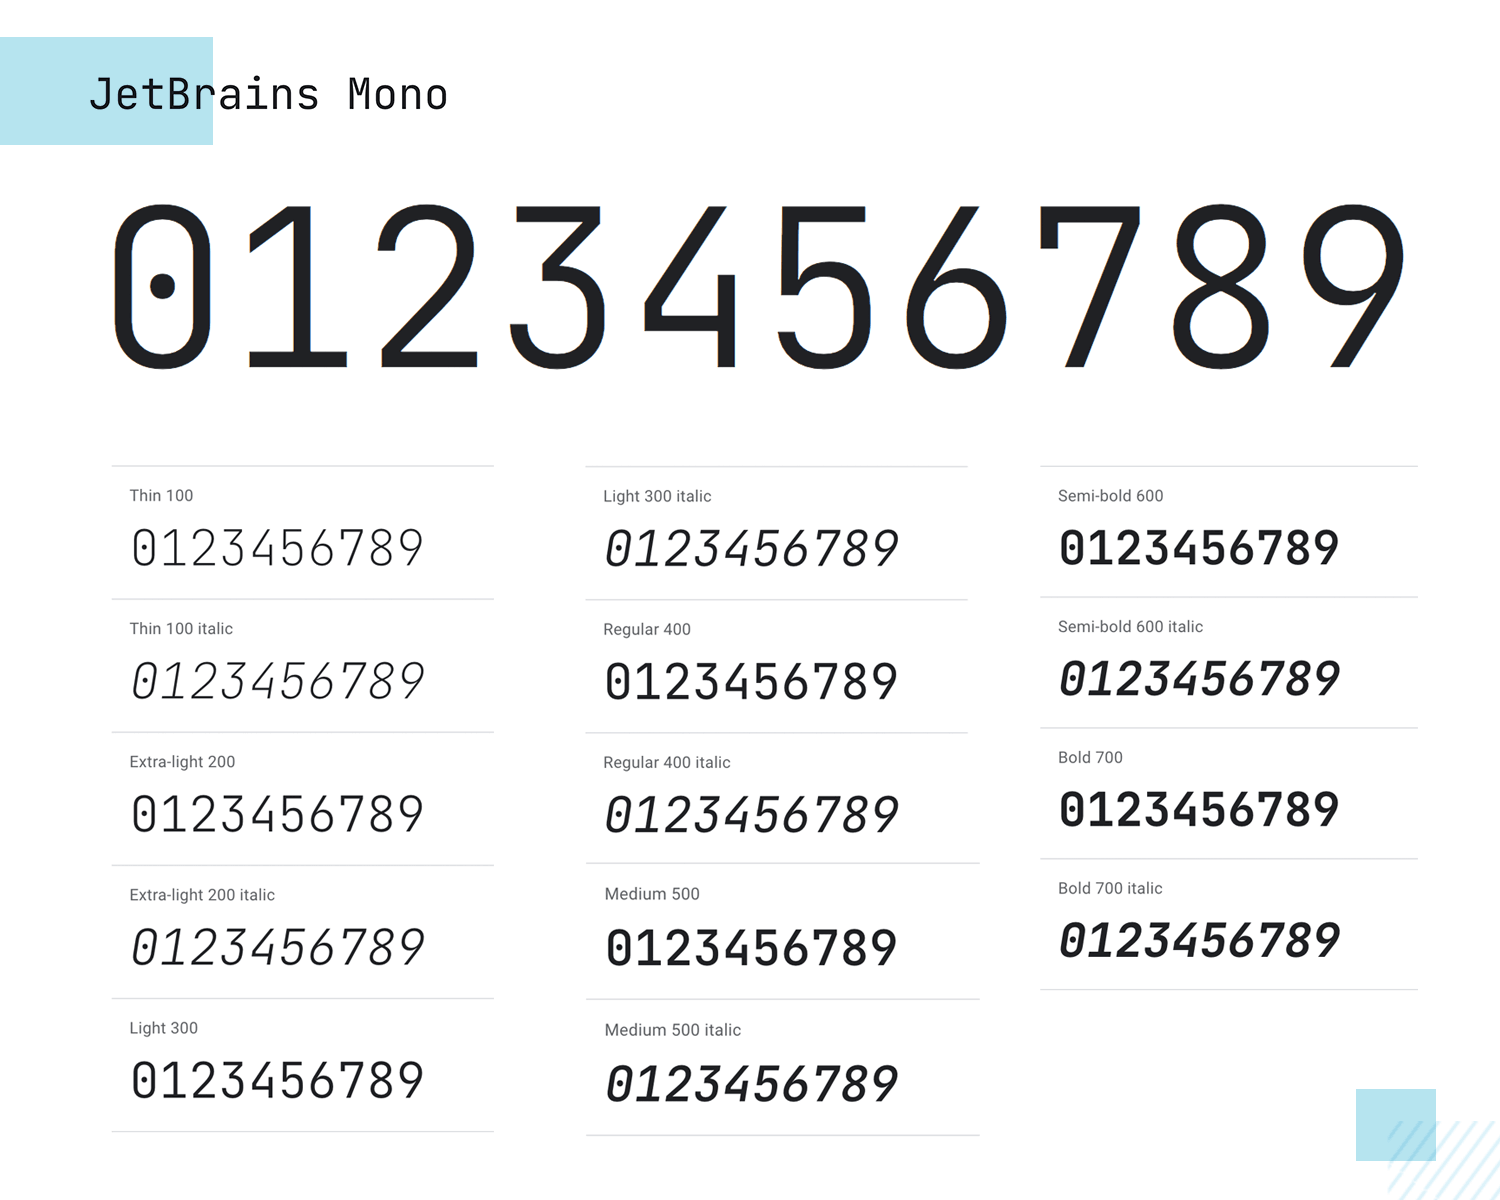 JetBrains Mono
0123456789
Thin 100
0123456789
Thin 100 italic
0123456789
Extra-light 200
0123456789
Extra-light 200 italic
0123456789
Light 300
0123456789
Light 300 italic
0123456789
Regular 400
0123456789
Regular 400 italic
0123456789
Medium 500
0123456789
Medium 500 italic
0123456789
Semi-bold 600
0123456789
Semi-bold 600 italic
0123456789
Bold 700
0123456789
Bold 700 italic
0123456789